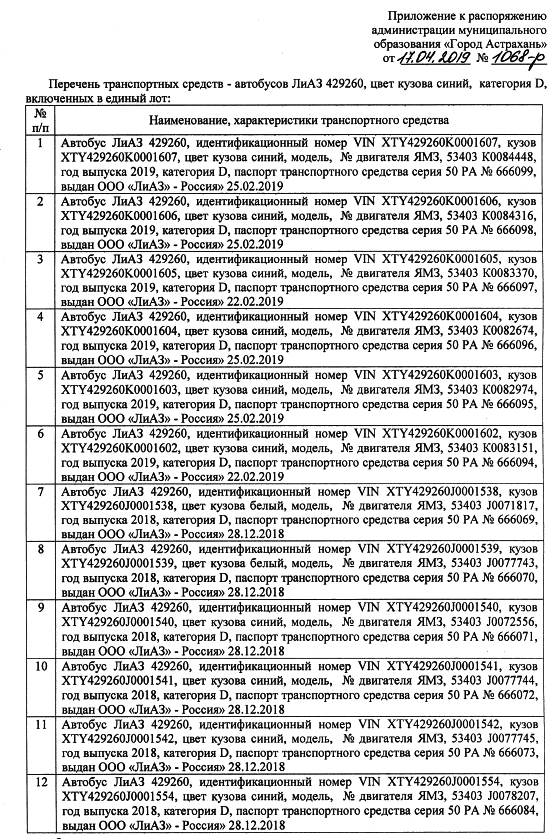 Приложение к распоряжению
администрации муниципального
образования «Город Астрахань»
от 17.04.2019 № 1068-р
Перечень транспортных средств - автобусов ЛиАЗ 429260, цвет кузова синий, категория D,
включенных в единый лот:
№
п/п
Наименование, характеристики транспортного средства
1
Автобус ЛиАЗ 429260, идентификационный номер VIN XTY429260K0001607, кузов
XTY429260K0001607, цвет кузова синий, модель, № двигателя ЯМЗ, 53403 K0084448,
год выпуска 2019, категория D, паспорт транспортного средства серия 50 РА № 666099,
выдан ООО «ЛиАЗ» - Россия» 25.02.2019
2
Автобус ЛиАЗ 429260, идентификационный номер VIN XTY429260K0001606, кузов
XTY429260K0001606, цвет кузова синий, модель, № двигателя ЯМЗ, 53403 K0084316,
год выпуска 2019, категория D, паспорт транспортного средства серия 50 РА № 666098,
выдан ООО «ЛиАЗ» - Россия» 25.02.2019
3
Автобус ЛиАЗ 429260, идентификационный номер VIN XTY429260K0001605, кузов
XTY429260K0001605, цвет кузова синий, модель, № двигателя ЯМЗ, 53403 K0083370,
год выпуска 2019, категория D, паспорт транспортного средства серия 50 РА № 666097,
выдан ООО «ЛиАЗ» - Россия» 22.02.2019
4
Автобус ЛиАЗ 429260, идентификационный номер VIN XTY429260K0001604, кузов
XTY429260K0001604, цвет кузова синий, модель, № двигателя ЯМЗ, 53403 K0082674,
год выпуска 2019, категория D, паспорт транспортного средства серия 50 РА № 666096,
выдан ООО «ЛиАЗ» - Россия» 25.02.2019
5
Автобус ЛиАЗ 429260, идентификационный номер VIN XTY429260K0001603, кузов
XTY429260K0001603, цвет кузова синий, модель, № двигателя ЯМЗ, 53403 K0082974,
год выпуска 2019, категория D, паспорт транспортного средства серия 50 РА № 666095,
выдан ООО «ЛиАЗ» - Россия» 25.02.2019
6
Автобус ЛиАЗ 429260, идентификационный номер VIN XTY429260K0001602, кузов
XTY429260K0001602, цвет кузова синий, модель, № двигателя ЯМЗ, 53403 K0083151,
год выпуска 2019, категория D, паспорт транспортного средства серия 50 РА № 666094,
выдан ООО «ЛиАЗ» - Россия» 22.02.2019
7
Автобус ЛиАЗ 429260, идентификационный номер VIN XTY429260J0001538, кузов
XTY429260J0001538, цвет кузова белый, модель, № двигателя ЯМЗ, 53403 J0071817,
год выпуска 2018, категория D, паспорт транспортного средства серия 50 РА № 666069,
выдан ООО «ЛиАЗ» - Россия» 28.12.2018
8
Автобус ЛиАЗ 429260, идентификационный номер VIN XTY429260J0001539, кузов
XTY429260J0001539, цвет кузова белый, модель, № двигателя ЯМЗ, 53403 J0077743,
год выпуска 2018, категория D, паспорт транспортного средства серия 50 РА № 666070,
выдан ООО «ЛиАЗ» - Россия» 28.12.2018
9
Автобус ЛиАЗ 429260, идентификационный номер VIN XTY429260J0001540, кузов
XTY429260J0001540, цвет кузова синий, модель, № двигателя ЯМЗ, 53403 J0072556,
год выпуска 2018, категория D, паспорт транспортного средства серия 50 РА № 666071,
выдан ООО «ЛиАЗ» - Россия» 28.12.2018
10
Автобус ЛиАЗ 429260, идентификационный номер VIN XTY429260J0001541, кузов
XTY429260J0001541, цвет кузова синий, модель, № двигателя ЯМЗ, 53403 J0077744,
год выпуска 2018, категория D, паспорт транспортного средства серия 50 РА № 666072,
выдан ООО «ЛиАЗ» - Россия» 28.12.2018
11
Автобус ЛиАЗ 429260, идентификационный номер VIN XTY429260J0001542, кузов
XTY429260J0001542, цвет кузова синий, модель, № двигателя ЯМЗ, 53403 J0077745,
год выпуска 2018, категория D, паспорт транспортного средства серия 50 РА № 666073,
выдан ООО «ЛиАЗ» - Россия» 28.12.2018
12
Автобус ЛиАЗ 429260, идентификационный номер VIN XTY429260J0001554, кузов
XTY429260J0001554, цвет кузова синий, модель, № двигателя ЯМЗ, 53403 J0078207,
год выпуска 2018, категория D, паспорт транспортного средства серия 50 РА № 666084,
выдан ООО «ЛиАЗ» - Россия» 28.12.2018